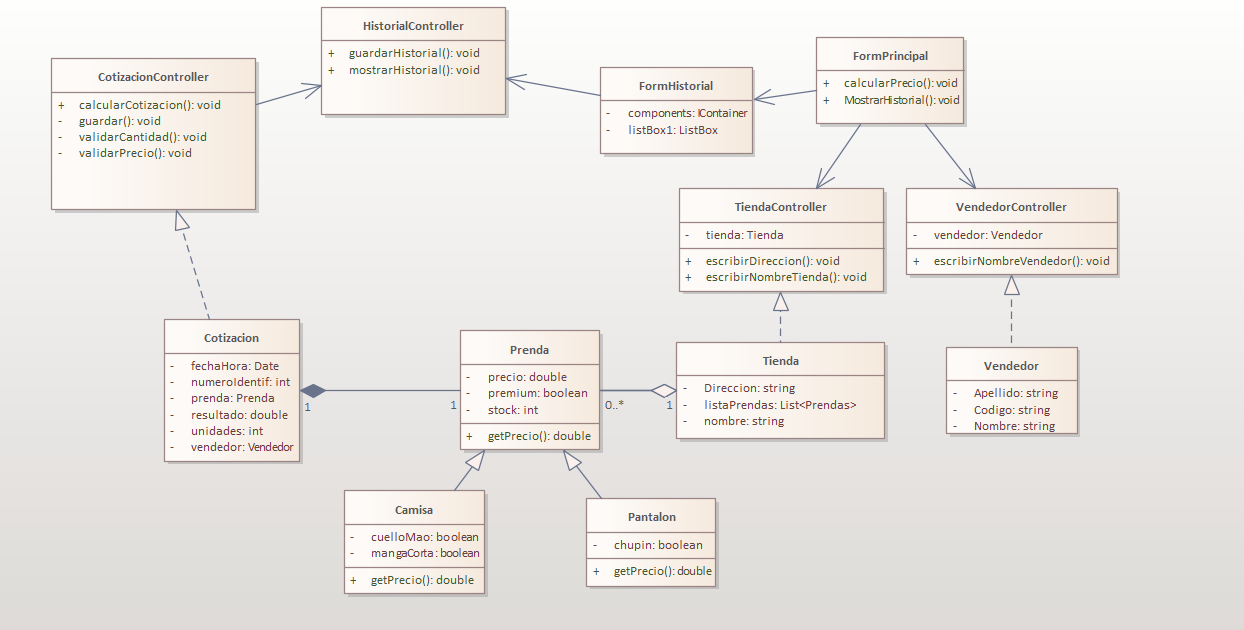 HistorialController
+ guardarHistorial(): void
+ mostrarHistorial(): void
CotizacionController
+ calcularCotizacion(): void
- guardar(): void
- validarCantidad(): void
- validarPrecio(): void
FormHistorial
- components: IContainer
- listBox1: ListBox
FormPrincipal
+ calcularPrecio(): void
+ MostrarHistorial(): void
TiendaController
- tienda: Tienda
+ escribirDireccion(): void
+ escribirNombreTienda(): void
VendedorController
- vendedor: Vendedor
+ escribirNombreVendedor(): void
Cotizacion
- fechaHora: Date
- numeroIdentif: int
- prenda: Prenda
- resultado: double
- unidades: int
- vendedor: Vendedor
1
1
Prenda
- precio: double
- premium: boolean
- stock: int
+ getPrecio(): double
0..*
1
Tienda
- Direccion: string
- listaPrendas: List<Prendas>
- nombre: string
Vendedor
- Apellido: string
- Codigo: string
- Nombre: string
Camisa
- cuelloMao: boolean
- mangaCorta: boolean
+ getPrecio(): double
Pantalon
- chupin: boolean
+ getPrecio(): double